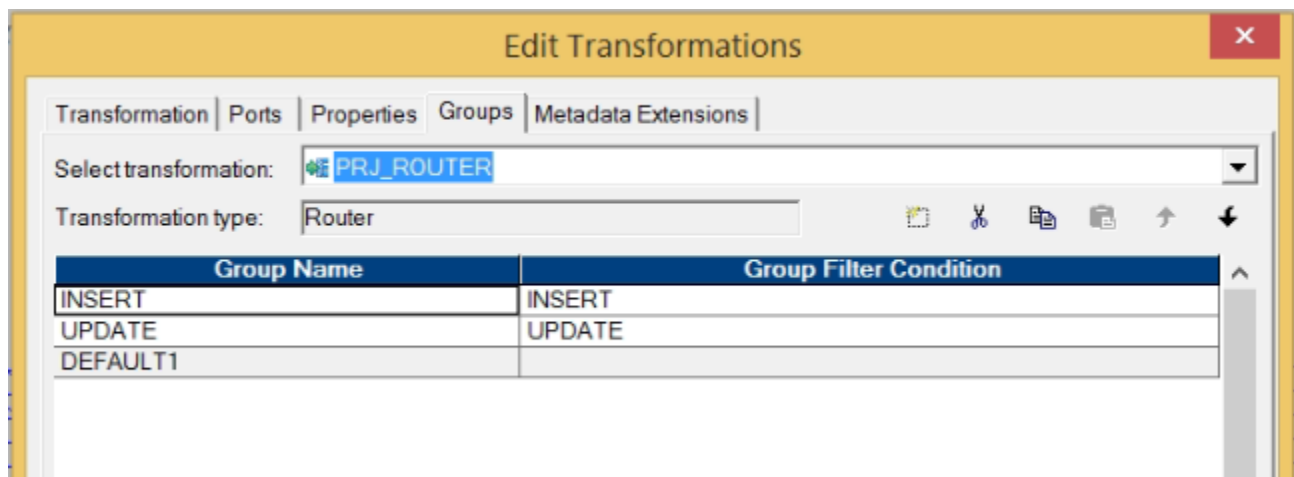 Edit Transformations
Transformation Ports Properties Groups Metadata Extensions
Select transformation: PRJ_ROUTER
Transformation type: Router
Group Name Group Filter Condition
INSERT INSERT
UPDATE UPDATE
DEFAULT1